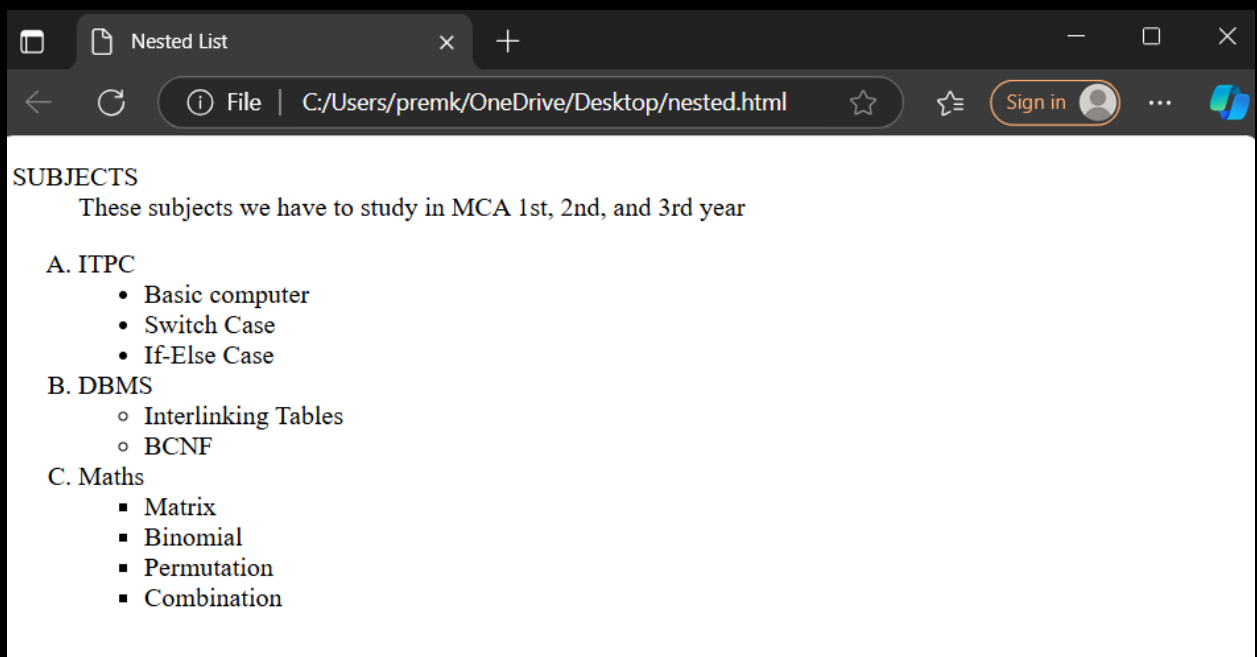 Nested List
File | C:/Users/premk/OneDrive/Desktop/nested.html
Sign in
SUBJECTS
These subjects we have to study in MCA 1st, 2nd, and 3rd year
A. ITPC
• Basic computer
• Switch Case
• If-Else Case
B. DBMS
○ Interlinking Tables
○ BCNF
C. Maths
▪ Matrix
▪ Binomial
▪ Permutation
▪ Combination